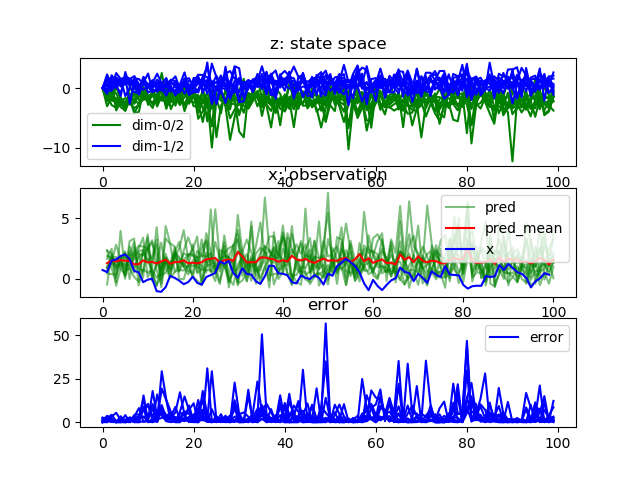 z: state space
0
−10
dim-0/2
dim-1/2
0 20 40 60 80 100
x: observation
5
0
pred
pred_mean
x
0 20 40 60 80 100
error
50
25
0
error
0 20 40 60 80 100